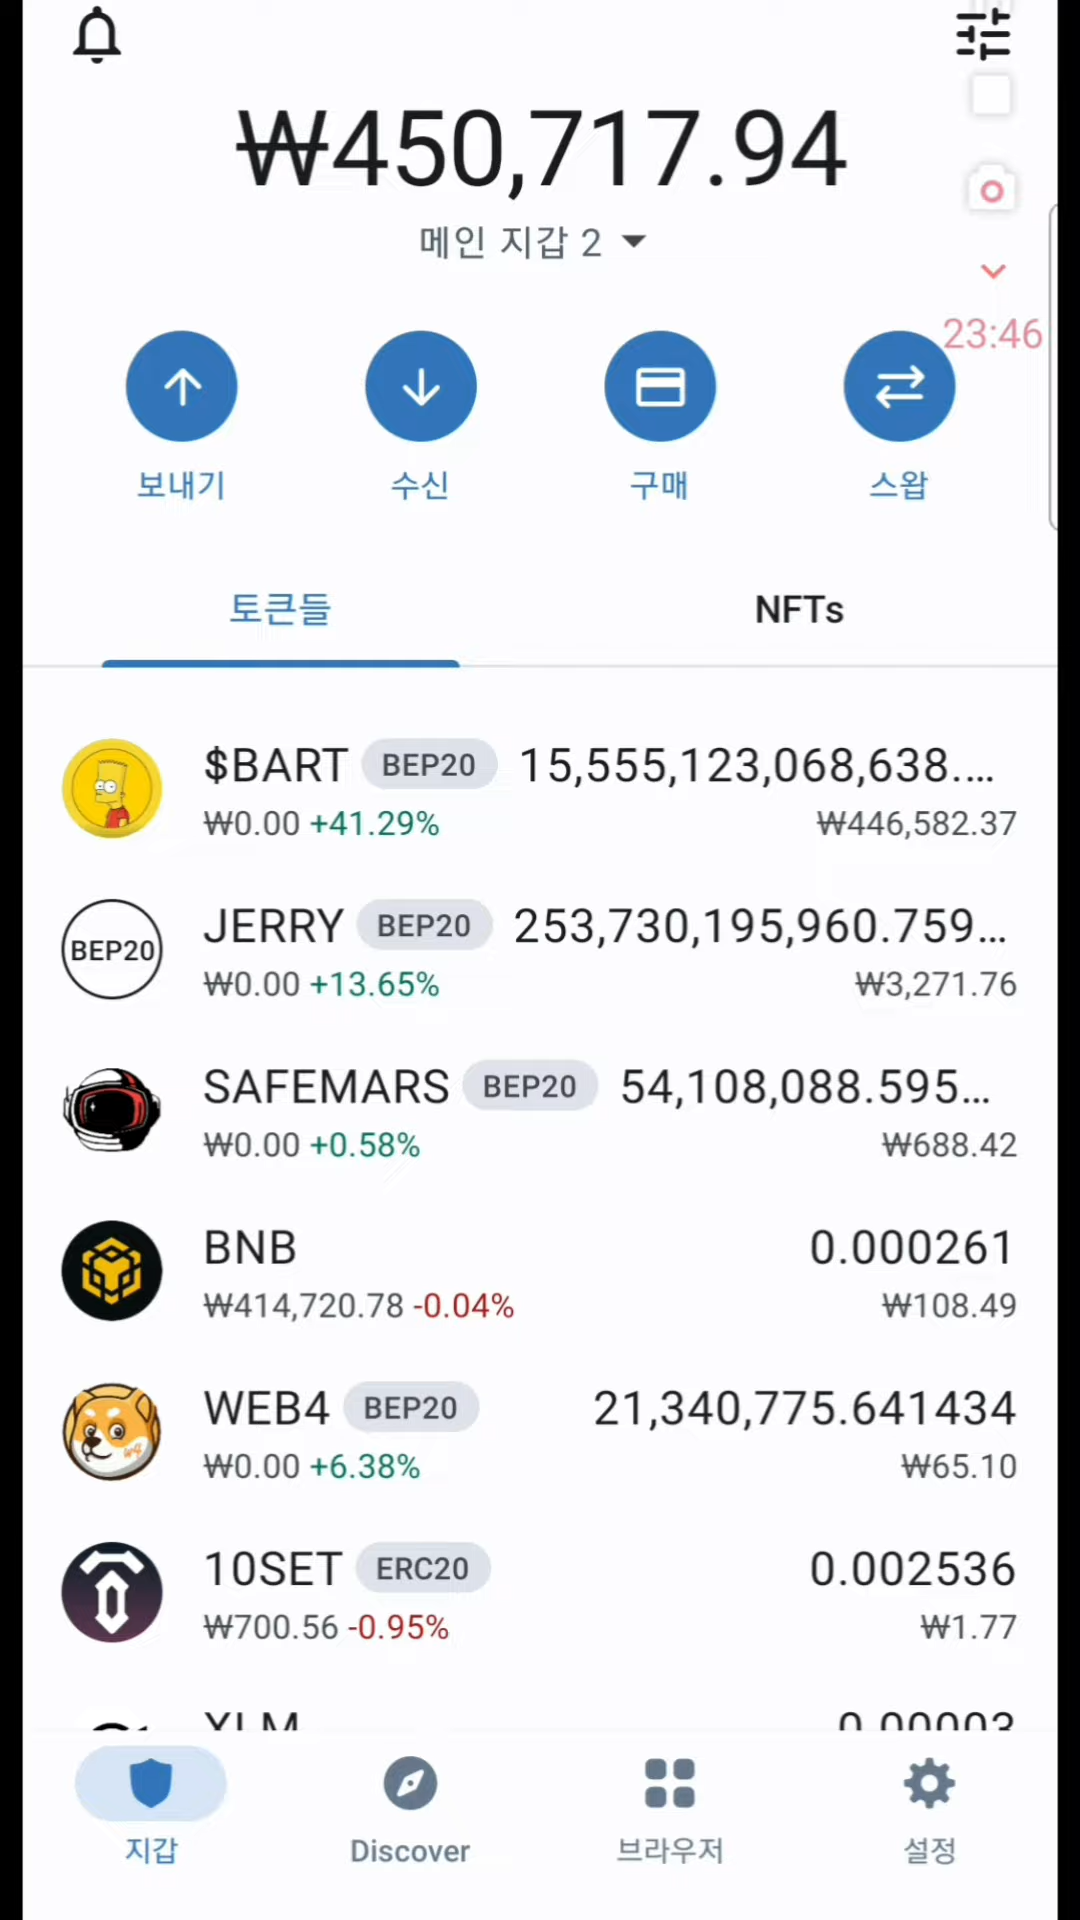 ₩450,717.94
메인 지갑 2
23:46
보내기 수신 구매 스왑
토큰들 NFTs
$BART BEP20 15,555,123,068,638....
₩0.00 +41.29% ₩446,582.37
BEP20 JERRY BEP20 253,730,195,960.759...
₩0.00 +13.65% ₩3,271.76
SAFEMARS BEP20 54,108,088.595...
₩0.00 +0.58% ₩688.42
BNB 0.000261
₩414,720.78 -0.04% ₩108.49
WEB4 BEP20 21,340,775.641434
₩0.00 +6.38% ₩65.10
10SET ERC20 0.002536
₩700.56 -0.95% ₩1.77
XLM 0.00003
지갑 Discover 브라우저 설정